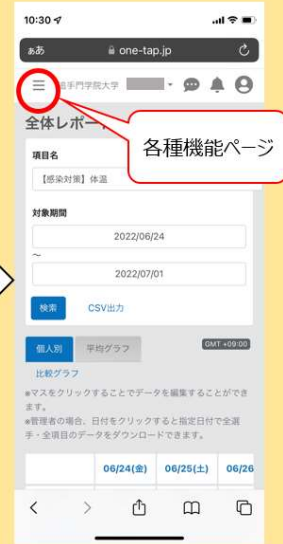 10:30
ああ one-tap.jp
追手門学院大学
全体レポー
各種機能ページ
項目名
【感染対策】体温
対象期間
2022/06/24
～
2022/07/01
検索 CSV出力
個人別 平均グラフ GMT +09:00
比較グラフ
※マスをクリックすることでデータを編集することができ
ます。
※管理者の場合、日付をクリックすると指定日付で全選
手・全項目のデータをダウンロードできます。
06/24(金) 06/25(土) 06/26